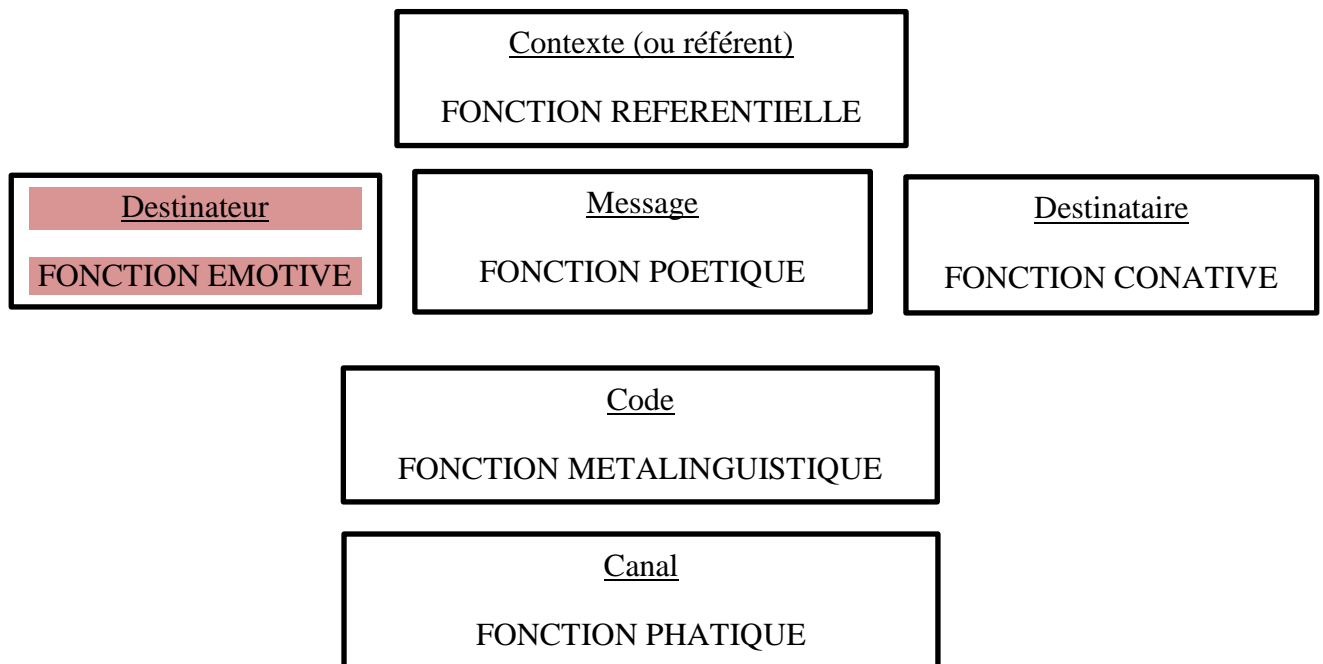 Contexte (ou référent)
FONCTION REFERENTIELLE
Destinateur
FONCTION EMOTIVE
Message
FONCTION POETIQUE
Destinataire
FONCTION CONATIVE
Code
FONCTION METALINGUISTIQUE
Canal
FONCTION PHATIQUE